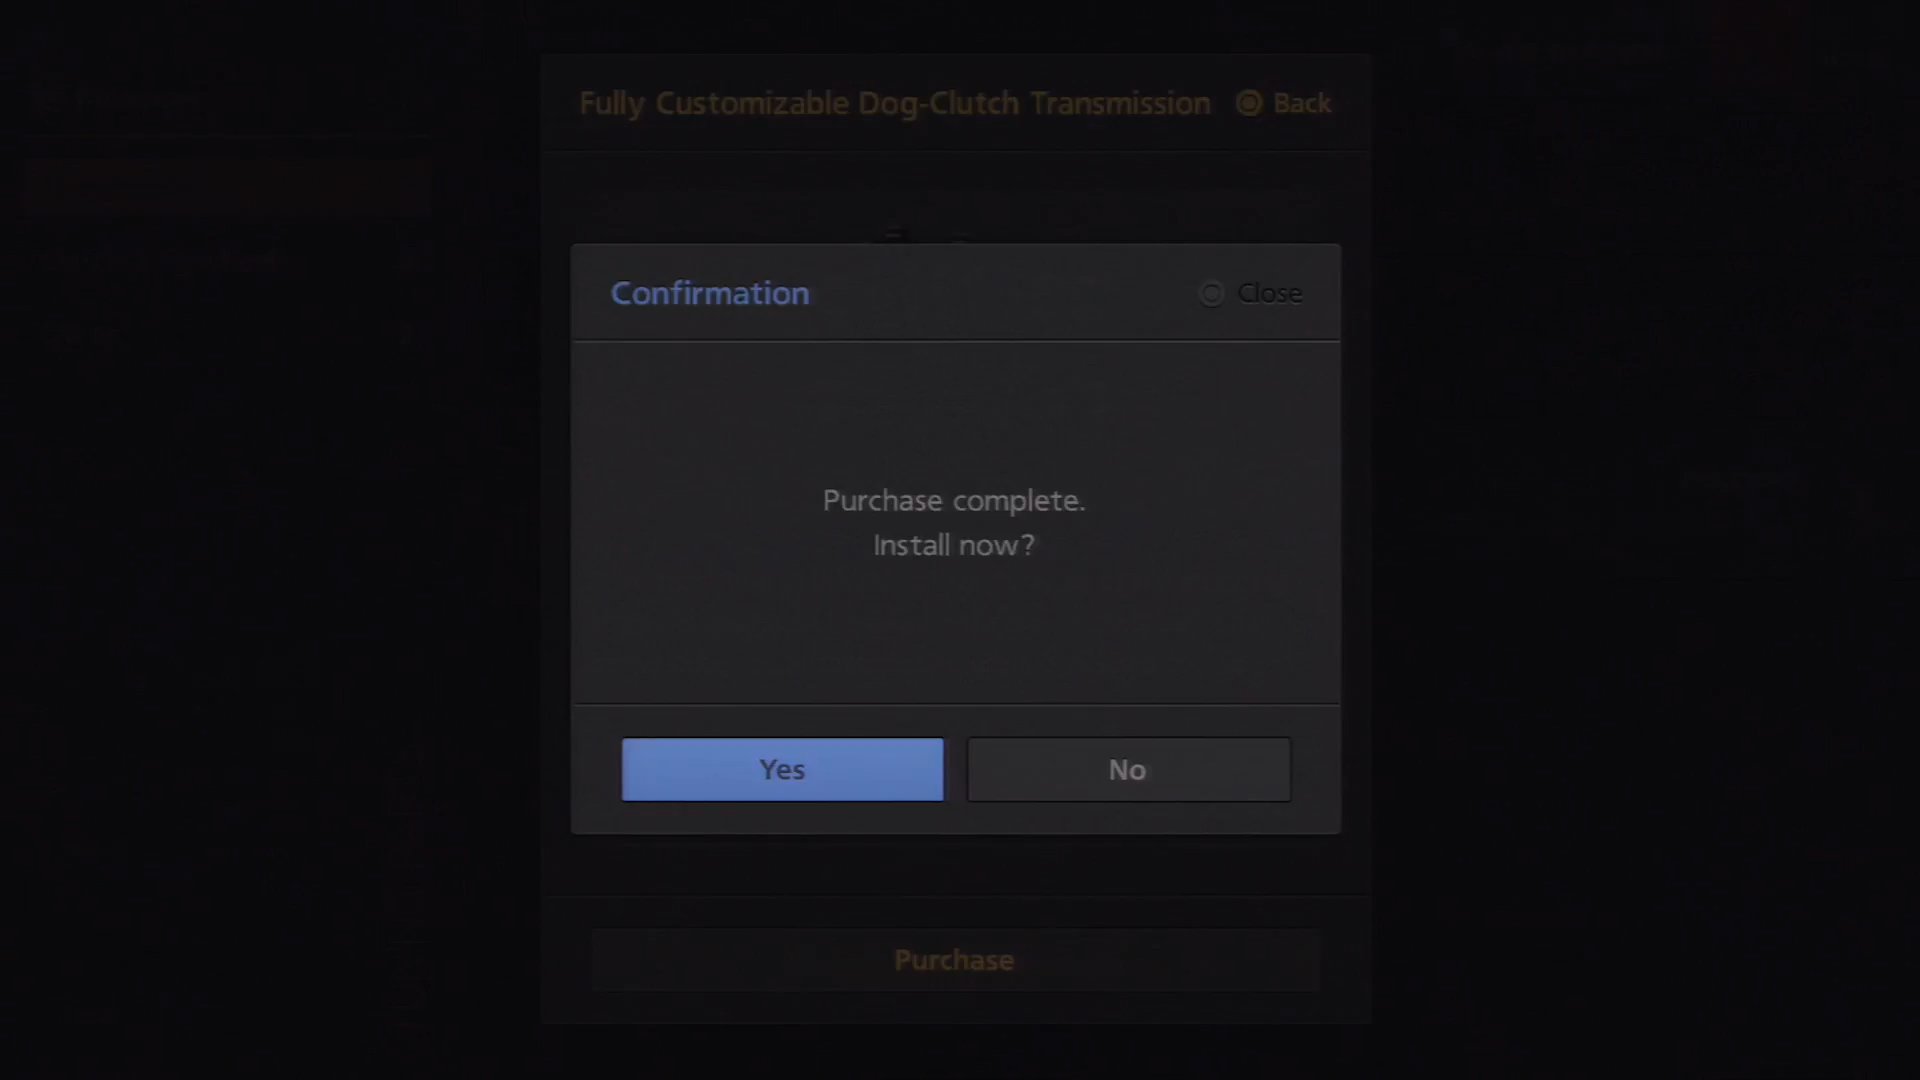 Fully Customizable Dog-Clutch Transmission Back
Confirmation Close
Purchase complete.
Install now?
Yes No
Purchase